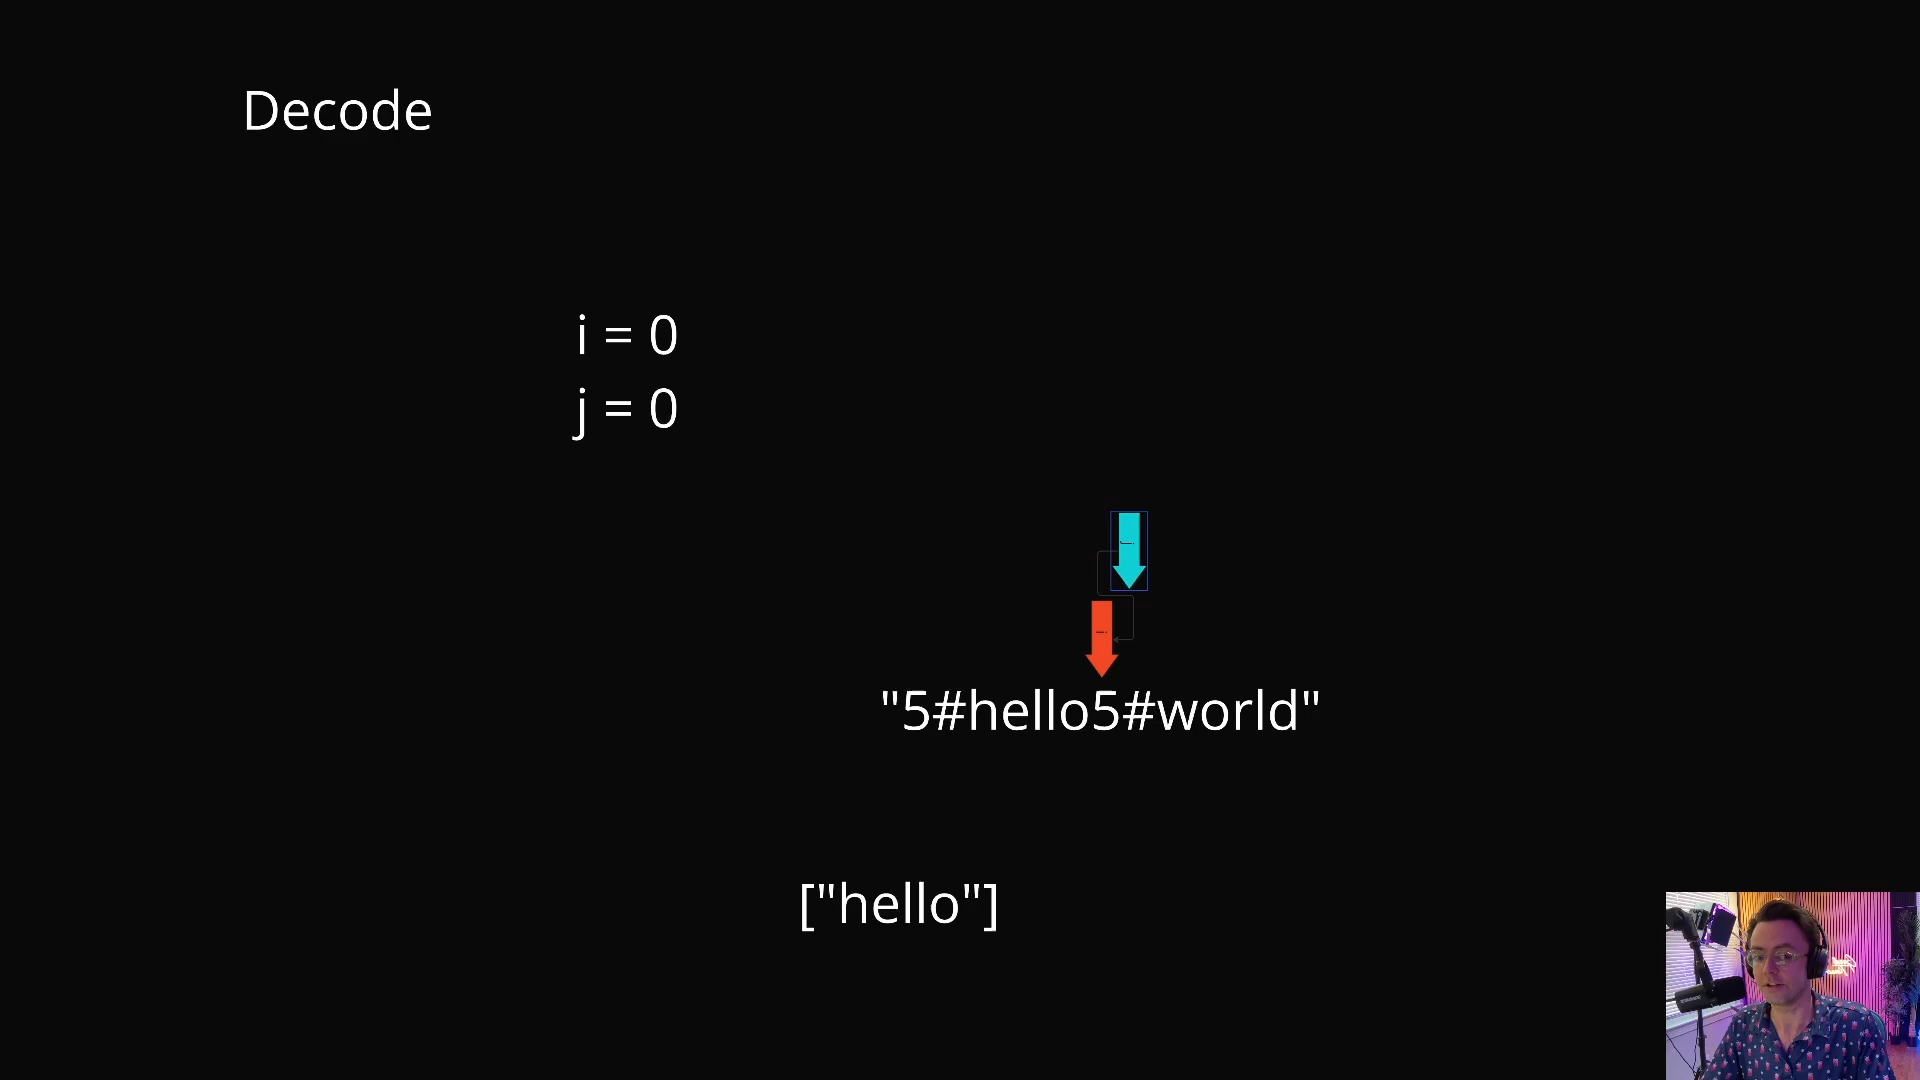 Decode
i = 0
j = 0
"5#hello5#world"
["hello"]